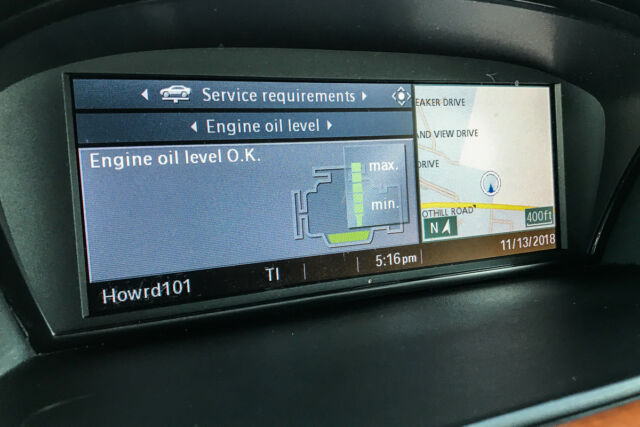 Service requirements
Engine oil level
Engine oil level O.K.
max.
min.
EAKER DRIVE
ND VIEW DRIVE
DRIVE
OTHILL ROAD
N
400ft
TI
5:16pm
11/13/2018
Howrd101